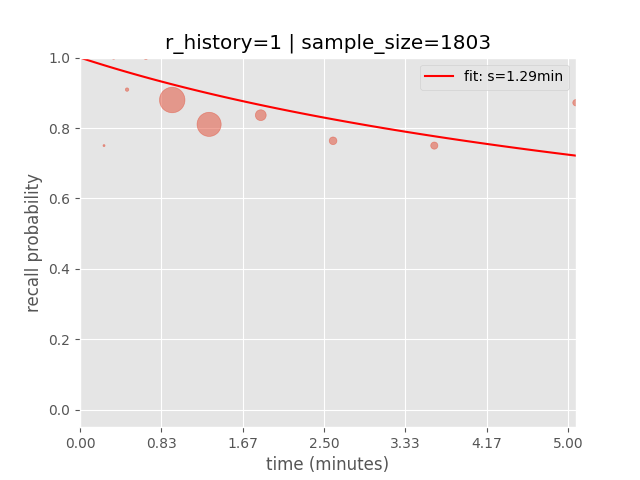 r_history=1 | sample_size=1803
fit: s=1.29min
1.0
0.8
0.6
0.4
0.2
0.0
recall probability
0.00 0.83 1.67 2.50 3.33 4.17 5.00
time (minutes)